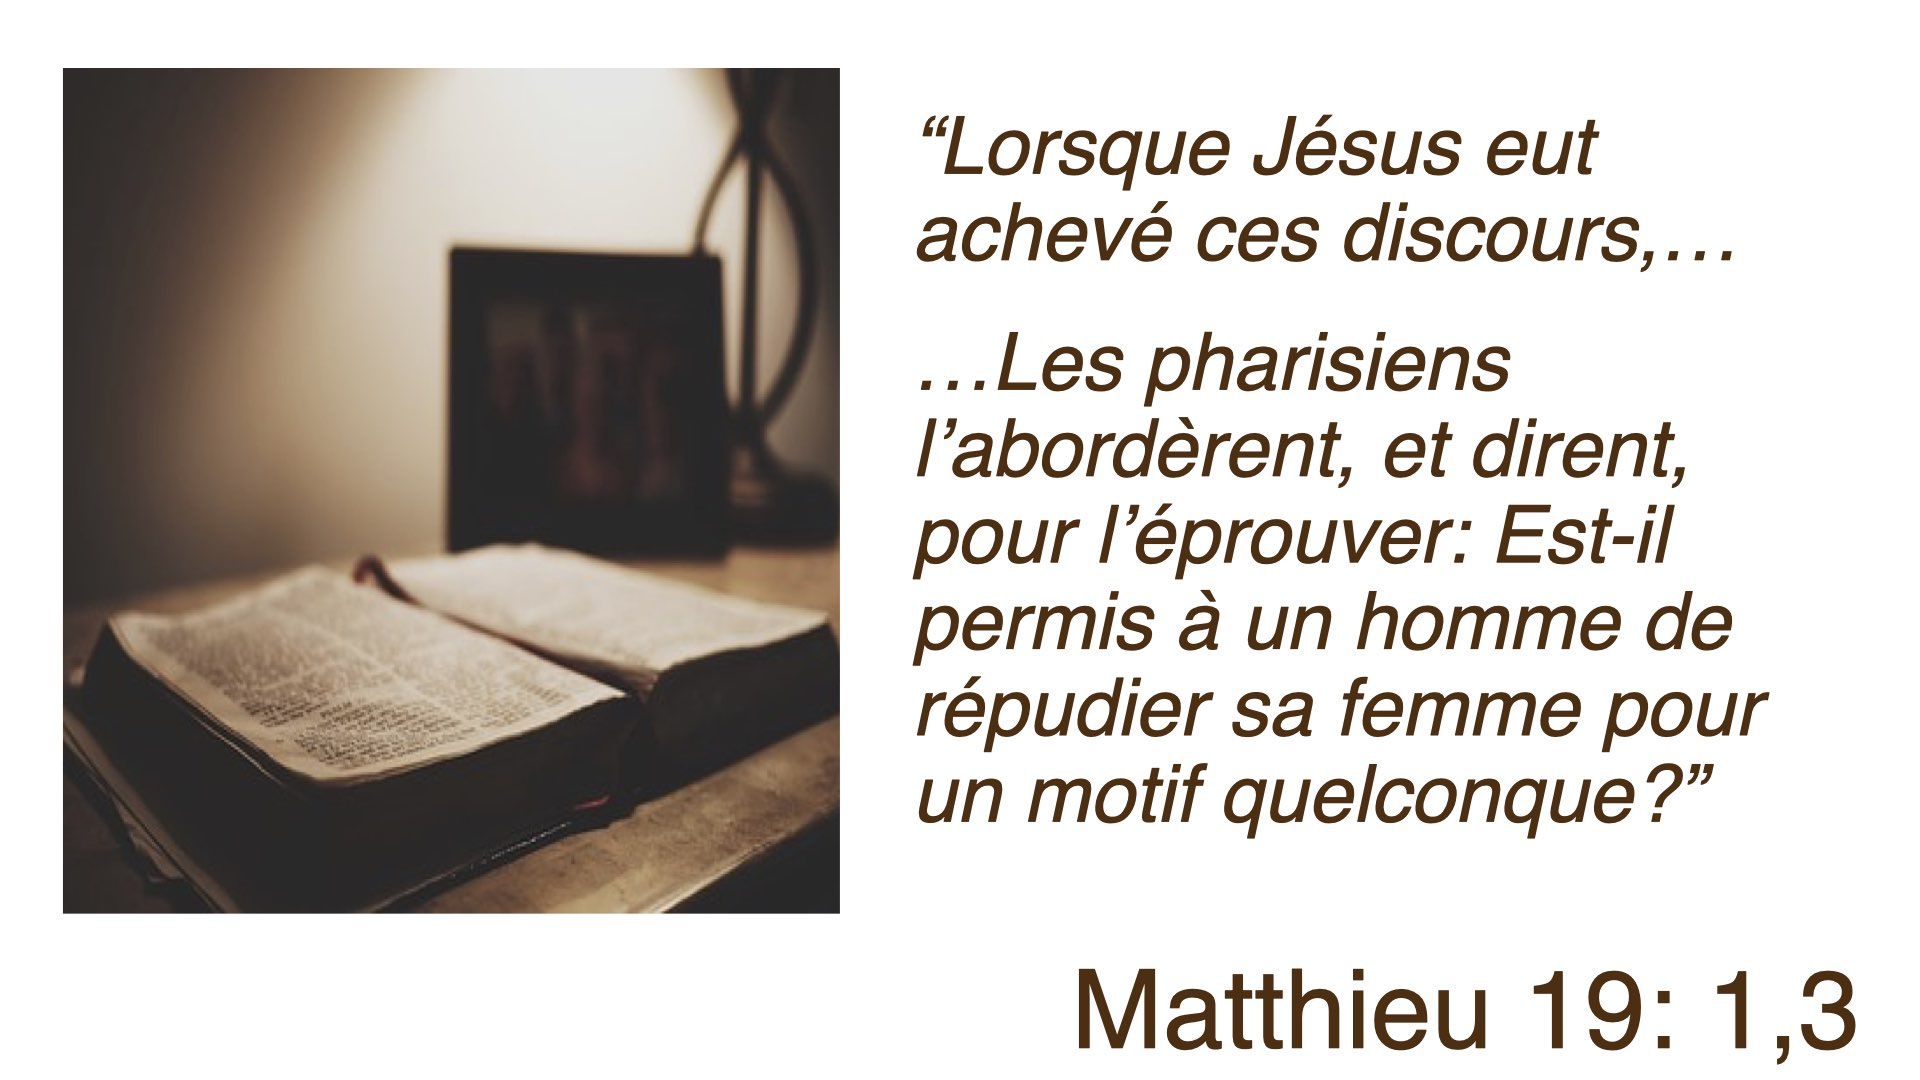 “Lorsque Jésus eut
achevé ces discours,…
…Les pharisiens
l’abordèrent, et dirent,
pour l’éprouver: Est-il
permis à un homme de
répudier sa femme pour
un motif quelconque?”
Matthieu 19: 1,3